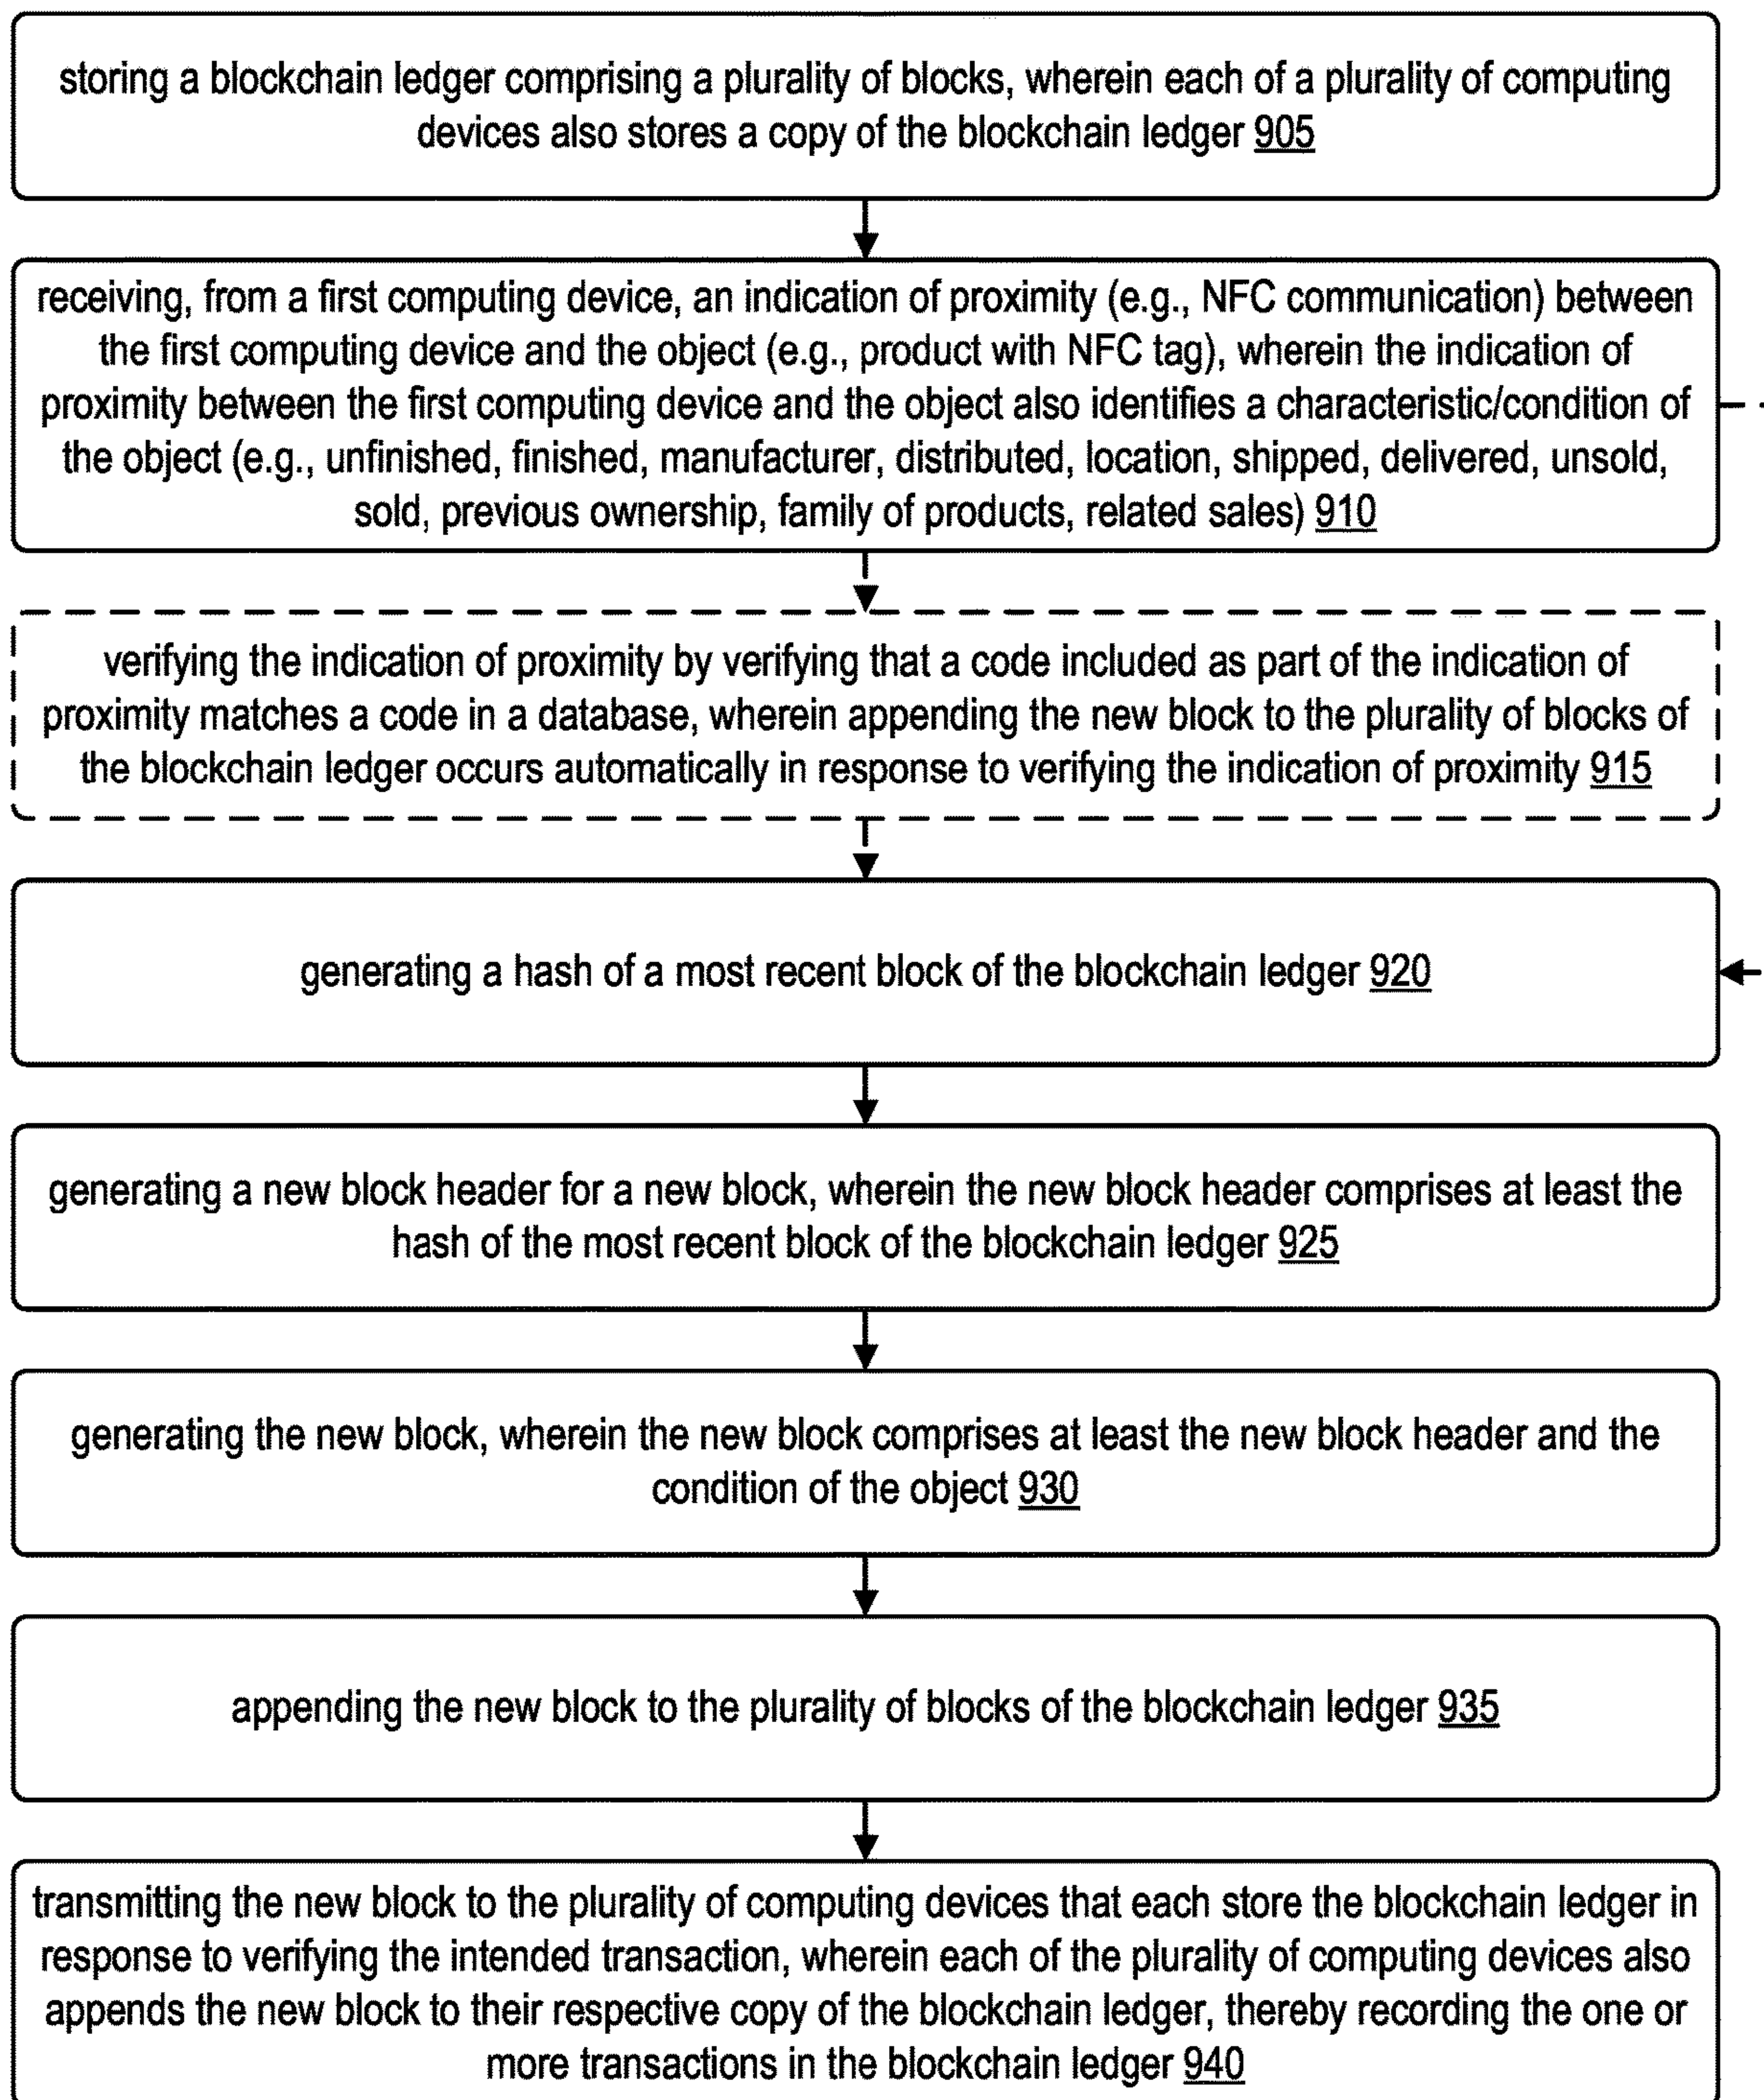 storing a blockchain ledger comprising a plurality of blocks, wherein each of a plurality of computing
devices also stores a copy of the blockchain ledger 905
receiving, from a first computing device, an indication of proximity (e.g., NFC communication) between
the first computing device and the object (e.g., product with NFC tag), wherein the indication of
proximity between the first computing device and the object also identifies a characteristic/condition of
the object (e.g., unfinished, finished, manufacturer, distributed, location, shipped, delivered, unsold,
sold, previous ownership, family of products, related sales) 910
verifying the indication of proximity by verifying that a code included as part of the indication of
proximity matches a code in a database, wherein appending the new block to the plurality of blocks of
the blockchain ledger occurs automatically in response to verifying the indication of proximity 915
generating a hash of a most recent block of the blockchain ledger 920
generating a new block header for a new block, wherein the new block header comprises at least the
hash of the most recent block of the blockchain ledger 925
generating the new block, wherein the new block comprises at least the new block header and the
condition of the object 930
appending the new block to the plurality of blocks of the blockchain ledger 935
transmitting the new block to the plurality of computing devices that each store the blockchain ledger in
response to verifying the intended transaction, wherein each of the plurality of computing devices also
appends the new block to their respective copy of the blockchain ledger, thereby recording the one or
more transactions in the blockchain ledger 940